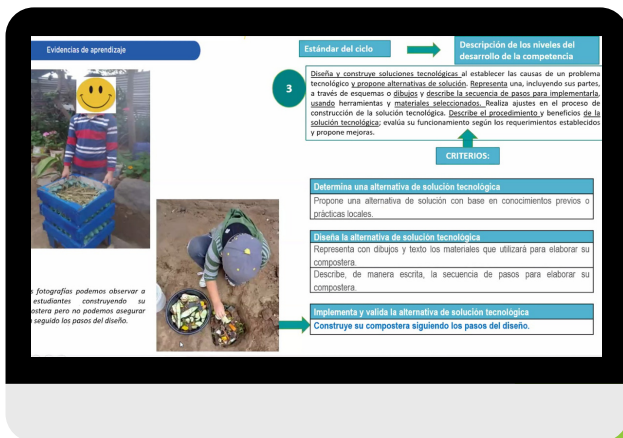 Evidencias de aprendizaje
Estándar del ciclo
Descripción de los niveles del
desarrollo de la competencia
3
Diseña y construye soluciones tecnológicas al establecer las causas de un problema
tecnológico y propone alternativas de solución. Representa una, incluyendo sus partes,
a través de esquemas o dibujos y describe la secuencia de pasos para implementarla,
usando herramientas y materiales seleccionados. Realiza ajustes en el proceso de
construcción de la solución tecnológica. Describe el procedimiento y beneficios de la
solución tecnológica; evalúa su funcionamiento según los requerimientos establecidos
y propone mejoras.
CRITERIOS:
Determina una alternativa de solución tecnológica
Propone una alternativa de solución con base en conocimientos previos o
prácticas locales.
Diseña la alternativa de solución tecnológica
Representa con dibujos y texto los materiales que utilizará para elaborar su
compostera.
Describe, de manera escrita, la secuencia de pasos para elaborar su
compostera.
Implementa y valida la alternativa de solución tecnológica
Construye su compostera siguiendo los pasos del diseño.
s fotografías podemos observar a
estudiantes construyendo su
ostera pero no podemos asegurar
seguido los pasos del diseño.